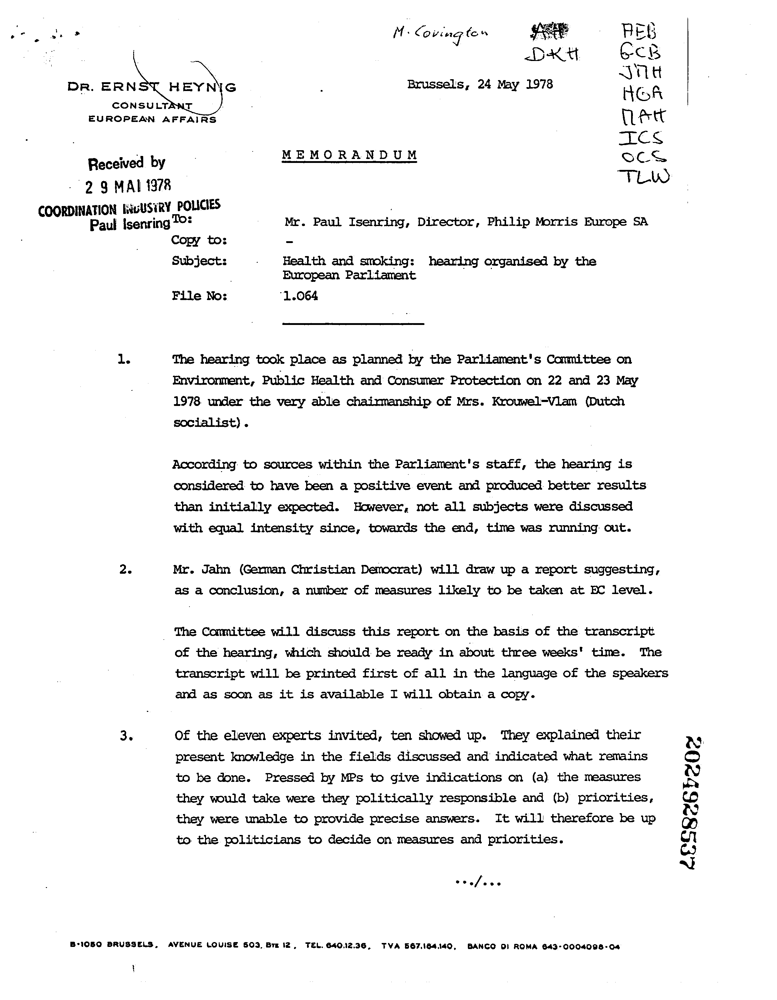 M. Covington
DKH
PEB
GCB
JMH
HGA
MAH
ICS
OCS
TLW
DR. ERNST HEYNIG
CONSULTANT
EUROPEAN AFFAIRS
Brussels, 24 May 1978
MEMORANDUM
Received by
29 MAI 1978
COORDINATION INDUSTRY POLICIES
Paul Isenring
To: Mr. Paul Isenring, Director, Philip Morris Europe SA
Copy to: -
Subject: Health and smoking: hearing organised by the
European Parliament
File No: 1.064
1. The hearing took place as planned by the Parliament's Committee on
Environment, Public Health and Consumer Protection on 22 and 23 May
1978 under the very able chairmanship of Mrs. Krouwel-Vlam (Dutch
socialist).
According to sources within the Parliament's staff, the hearing is
considered to have been a positive event and produced better results
than initially expected. However, not all subjects were discussed
with equal intensity since, towards the end, time was running out.
2. Mr. Jahn (German Christian Democrat) will draw up a report suggesting,
as a conclusion, a number of measures likely to be taken at EC level.
The Committee will discuss this report on the basis of the transcript
of the hearing, which should be ready in about three weeks' time. The
transcript will be printed first of all in the language of the speakers
and as soon as it is available I will obtain a copy.
3. Of the eleven experts invited, ten showed up. They explained their
present knowledge in the fields discussed and indicated what remains
to be done. Pressed by MPs to give indications on (a) the measures
they would take were they politically responsible and (b) priorities,
they were unable to provide precise answers. It will therefore be up
to the politicians to decide on measures and priorities.
.../...
2024928537
B-1050 BRUSSELS, AVENUE LOUISE 503, BTE 12, TEL. 640.12.36, TVA 567.164.140, BANCO DI ROMA 643-0004098-04